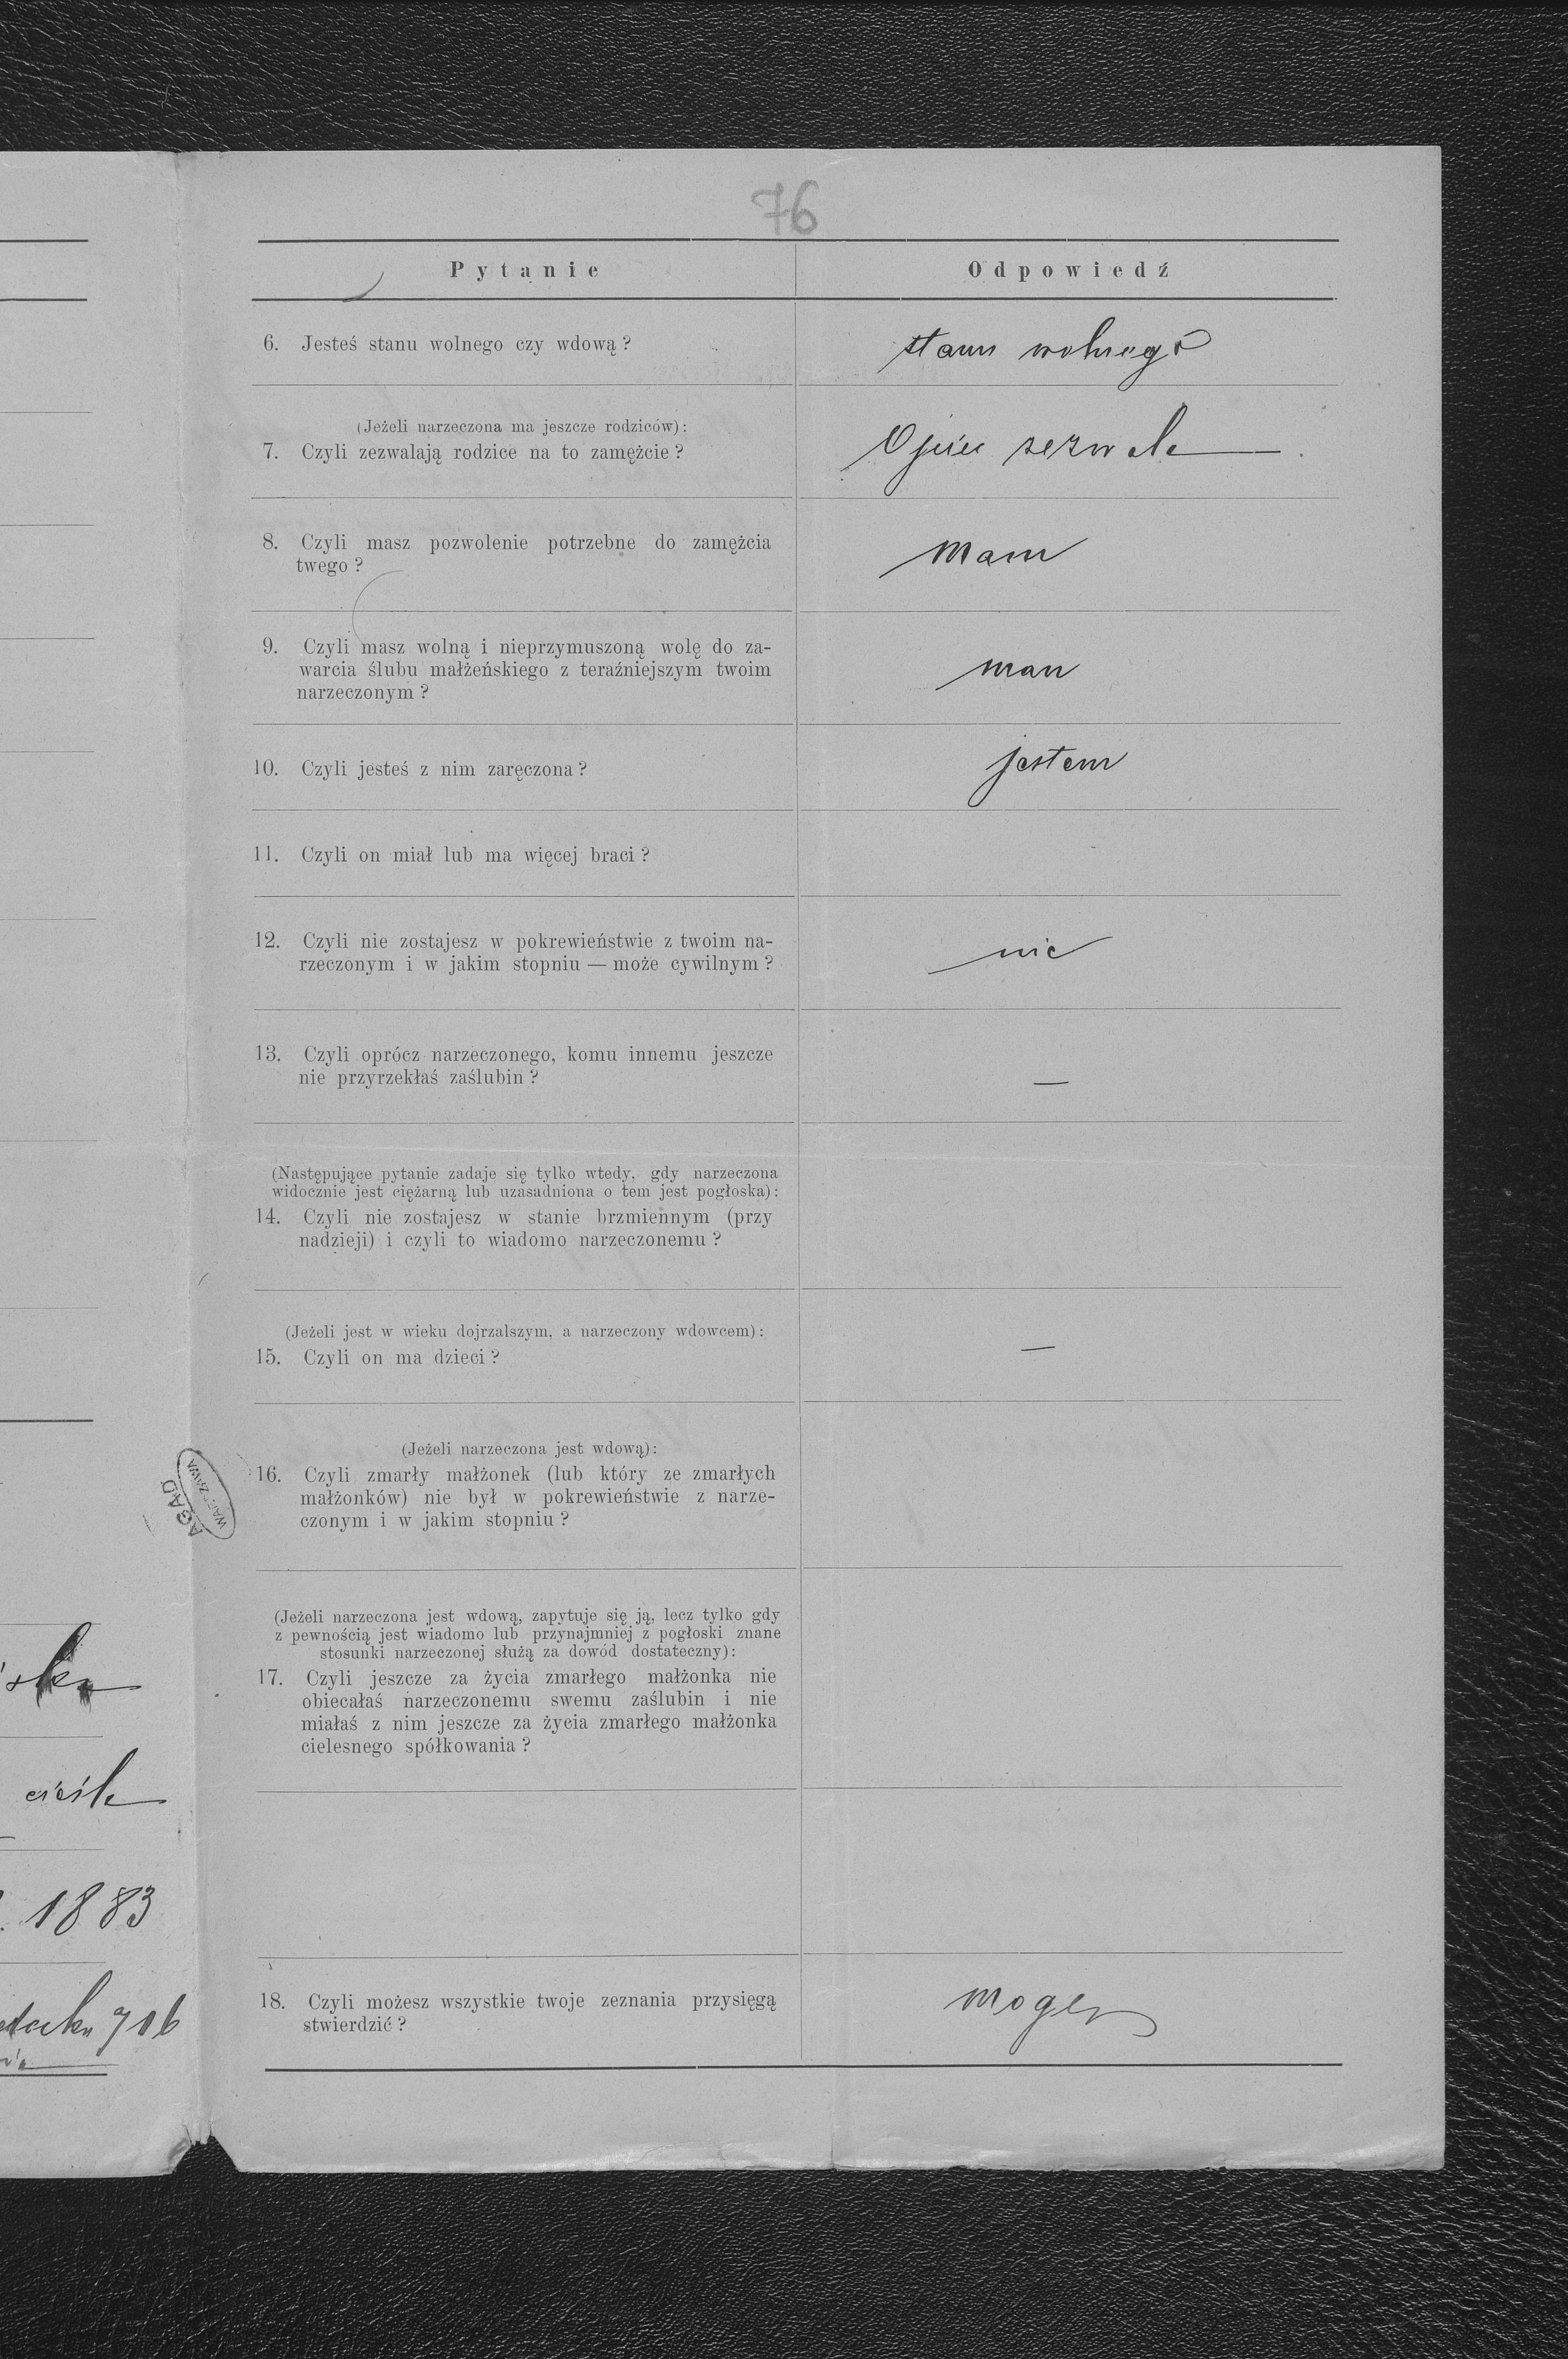 76
Pytanie Odpowiedź
6. Jesteś stanu wolnego czy wdową? stanu wolnego
(Jeżeli narzeczona ma jeszcze rodziców):
7. Czyli zezwalają rodzice na to zamężcie? Ojciec zezwala
8. Czyli masz pozwolenie potrzebne do zamężcia
twego? Mam
9. Czyli masz wolną i nieprzymuszoną wolę do za-
warcia ślubu małżeńskiego z teraźniejszym twoim
narzeczonym? mam
10. Czyli jesteś z nim zaręczona? jestem
11. Czyli on miał lub ma więcej braci?
12. Czyli nie zostajesz w pokrewieństwie z twoim na-
rzeczonym i w jakim stopniu — może cywilnym? nie
13. Czyli oprócz narzeczonego, komu innemu jeszcze
nie przyrzekłaś zaślubin? —
(Następujące pytanie zadaje się tylko wtedy, gdy narzeczona
widocznie jest ciężarną lub uzasadniona o tem jest pogłoska):
14. Czyli nie zostajesz w stanie brzmiennym (przy
nadzieji) i czyli to wiadomo narzeczonemu?
(Jeżeli jest w wieku dojrzalszym, a narzeczony wdowcem):
15. Czyli on ma dzieci? —
(Jeżeli narzeczona jest wdową):
16. Czyli zmarły małżonek (lub który ze zmarłych
małżonków) nie był w pokrewieństwie z narze-
czonym i w jakim stopniu?
(Jeżeli narzeczona jest wdową, zapytuje się ją, lecz tylko gdy
z pewnością jest wiadomo lub przynajmniej z pogłoski znane
stosunki narzeczonej służą za dowód dostateczny):
17. Czyli jeszcze za życia zmarłego małżonka nie
obiecałaś narzeczonemu swemu zaślubin i nie
miałaś z nim jeszcze za życia zmarłego małżonka
cielesnego spółkowania?
18. Czyli możesz wszystkie twoje zeznania przysięgą
stwierdzić? Mogę
AGAD
WARSZAWA
1883